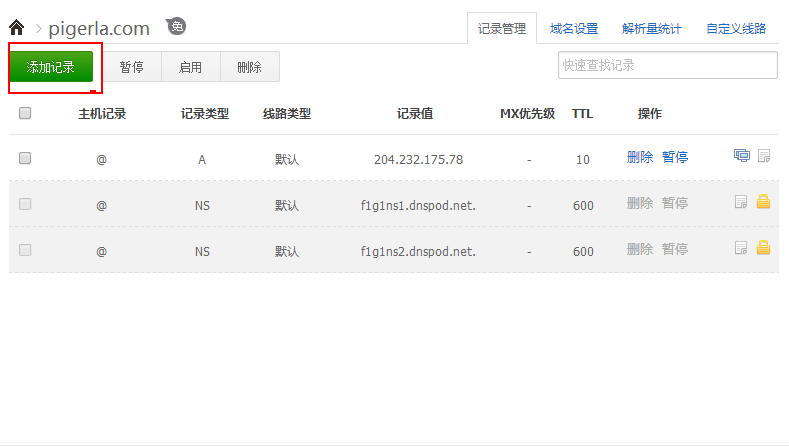 pigerla.com 免
记录管理 域名设置 解析量统计 自定义线路
添加记录 暂停 启用 删除 快速查找记录
主机记录 记录类型 线路类型 记录值 MX优先级 TTL 操作
@ A 默认 204.232.175.78 - 10 删除 暂停
@ NS 默认 f1g1ns1.dnspod.net. - 600 删除 暂停
@ NS 默认 f1g1ns2.dnspod.net. - 600 删除 暂停